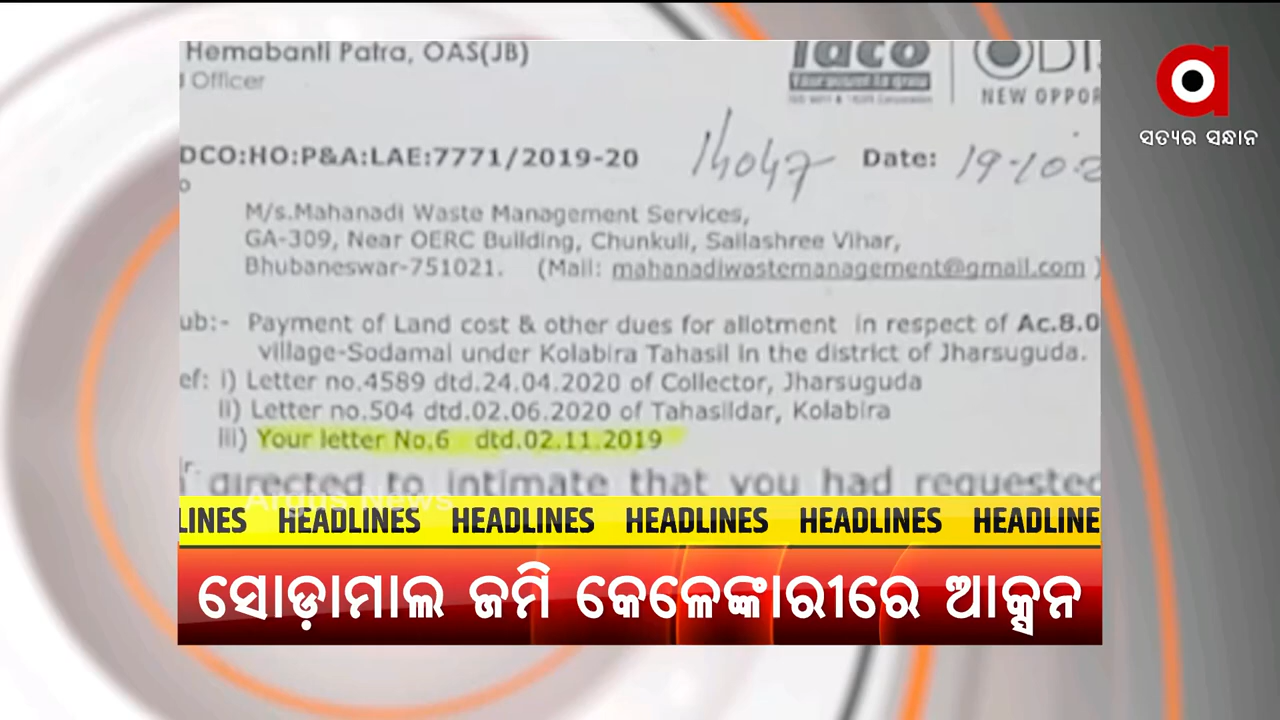 Hemabanti Patra, OAS(JB)
Officer
Idco
ODIS
NEW OPPOR
DCO:HO:P&A:LAE:7771/2019-20
14047
Date: 19-10-2
M/s.Mahanadi Waste Management Services,
GA-309, Near OERC Building, Chunkuli, Sailashree Vihar,
Bhubaneswar-751021. (Mail: mahanadiwastemanagement@gmail.com )
ub:- Payment of Land cost & other dues for allotment in respect of Ac.8.0
village-Sodamal under Kolabira Tahasil in the district of Jharsuguda.
ef: i) Letter no.4589 dtd.24.04.2020 of Collector, Jharsuguda
ii) Letter no.504 dtd.02.06.2020 of Tahasildar, Kolabira
iii) Your letter No.6 dtd.02.11.2019
directed to intimate that you had requested
Argus News
LINES HEADLINES HEADLINES HEADLINES HEADLINES HEADLINE
ସୋଡ଼ାମାଲ ଜମି କେଳେଙ୍କାରୀରେ ଆକ୍ସନ
ସତ୍ୟର ସନ୍ଧାନ